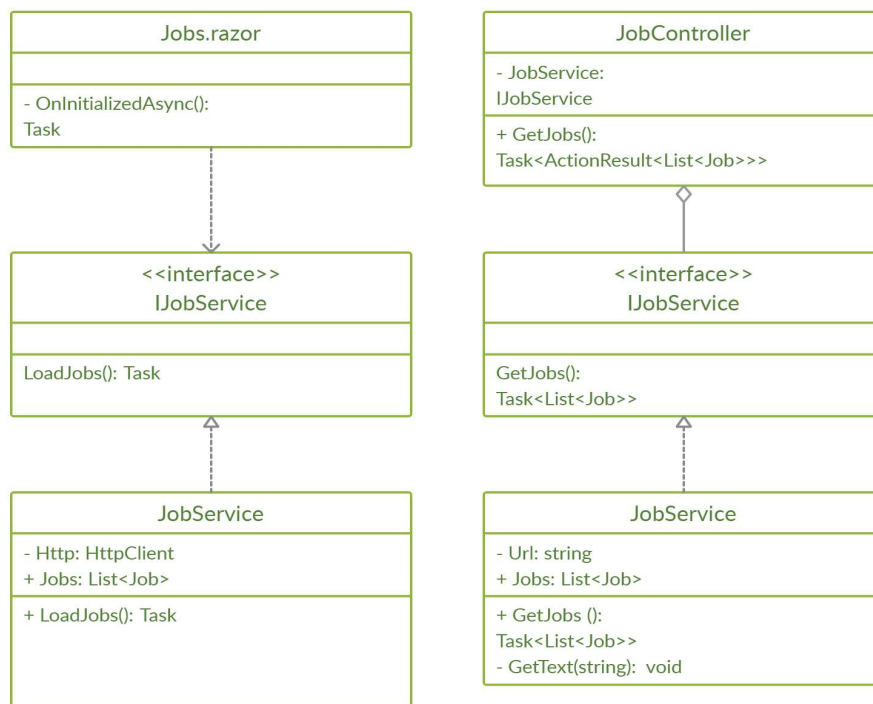 Jobs.razor
- OnInitializedAsync():
Task
<<interface>>
IJobService
LoadJobs(): Task
JobService
- Http: HttpClient
+ Jobs: List<Job>
+ LoadJobs(): Task
JobController
- JobService:
IJobService
+ GetJobs():
Task<ActionResult<List<Job>>>
<<interface>>
IJobService
GetJobs():
Task<List<Job>>
JobService
- Url: string
+ Jobs: List<Job>
+ GetJobs ():
Task<List<Job>>
- GetText(string):  void